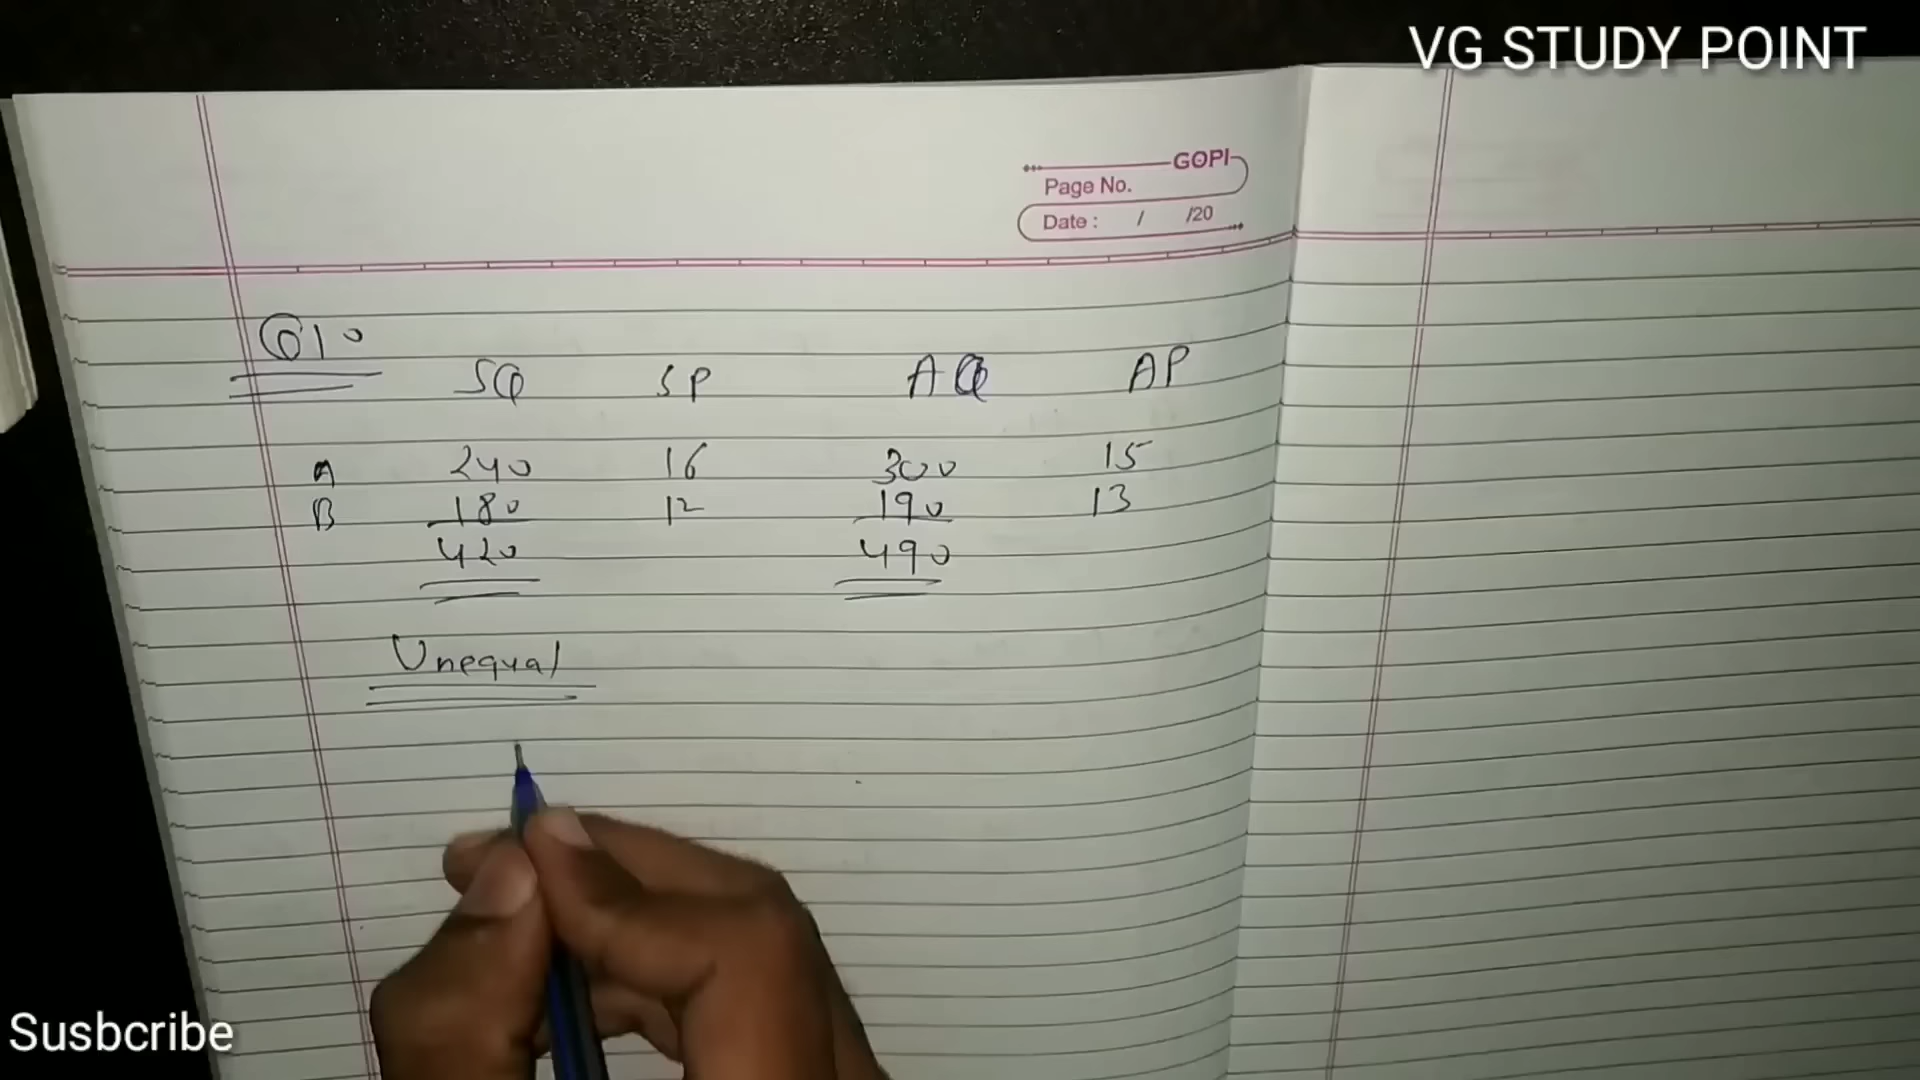 VG STUDY POINT
GOPI
Page No.
Date : / /20
Q10
SQ SP AQ AP
A 240 16 300 15
B 180 12 190 13
420 490
Unequal
Susbcribe